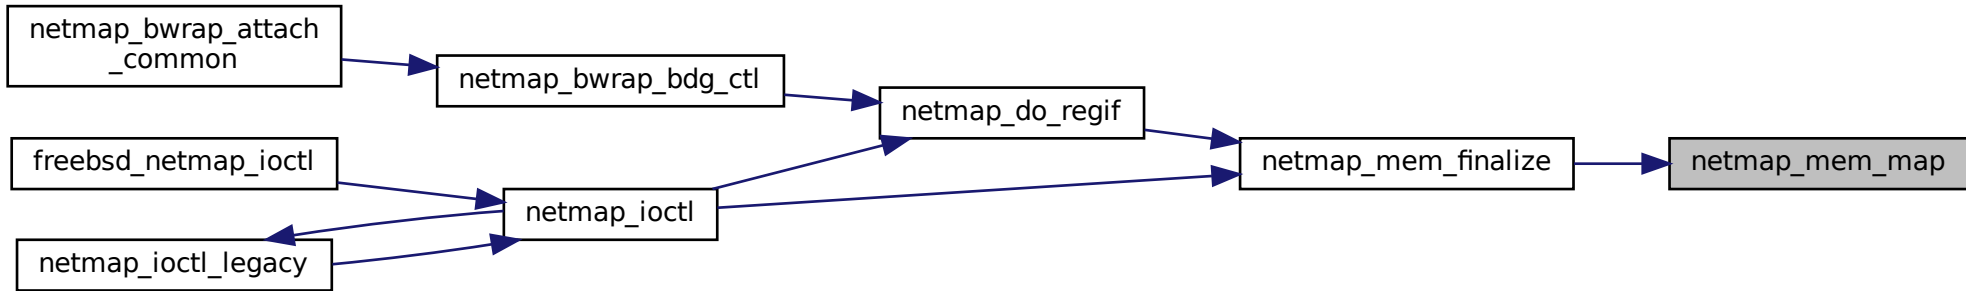 netmap_bwrap_attach
_common
netmap_bwrap_bdg_ctl
netmap_do_regif
freebsd_netmap_ioctl
netmap_mem_finalize
netmap_mem_map
netmap_ioctl
netmap_ioctl_legacy